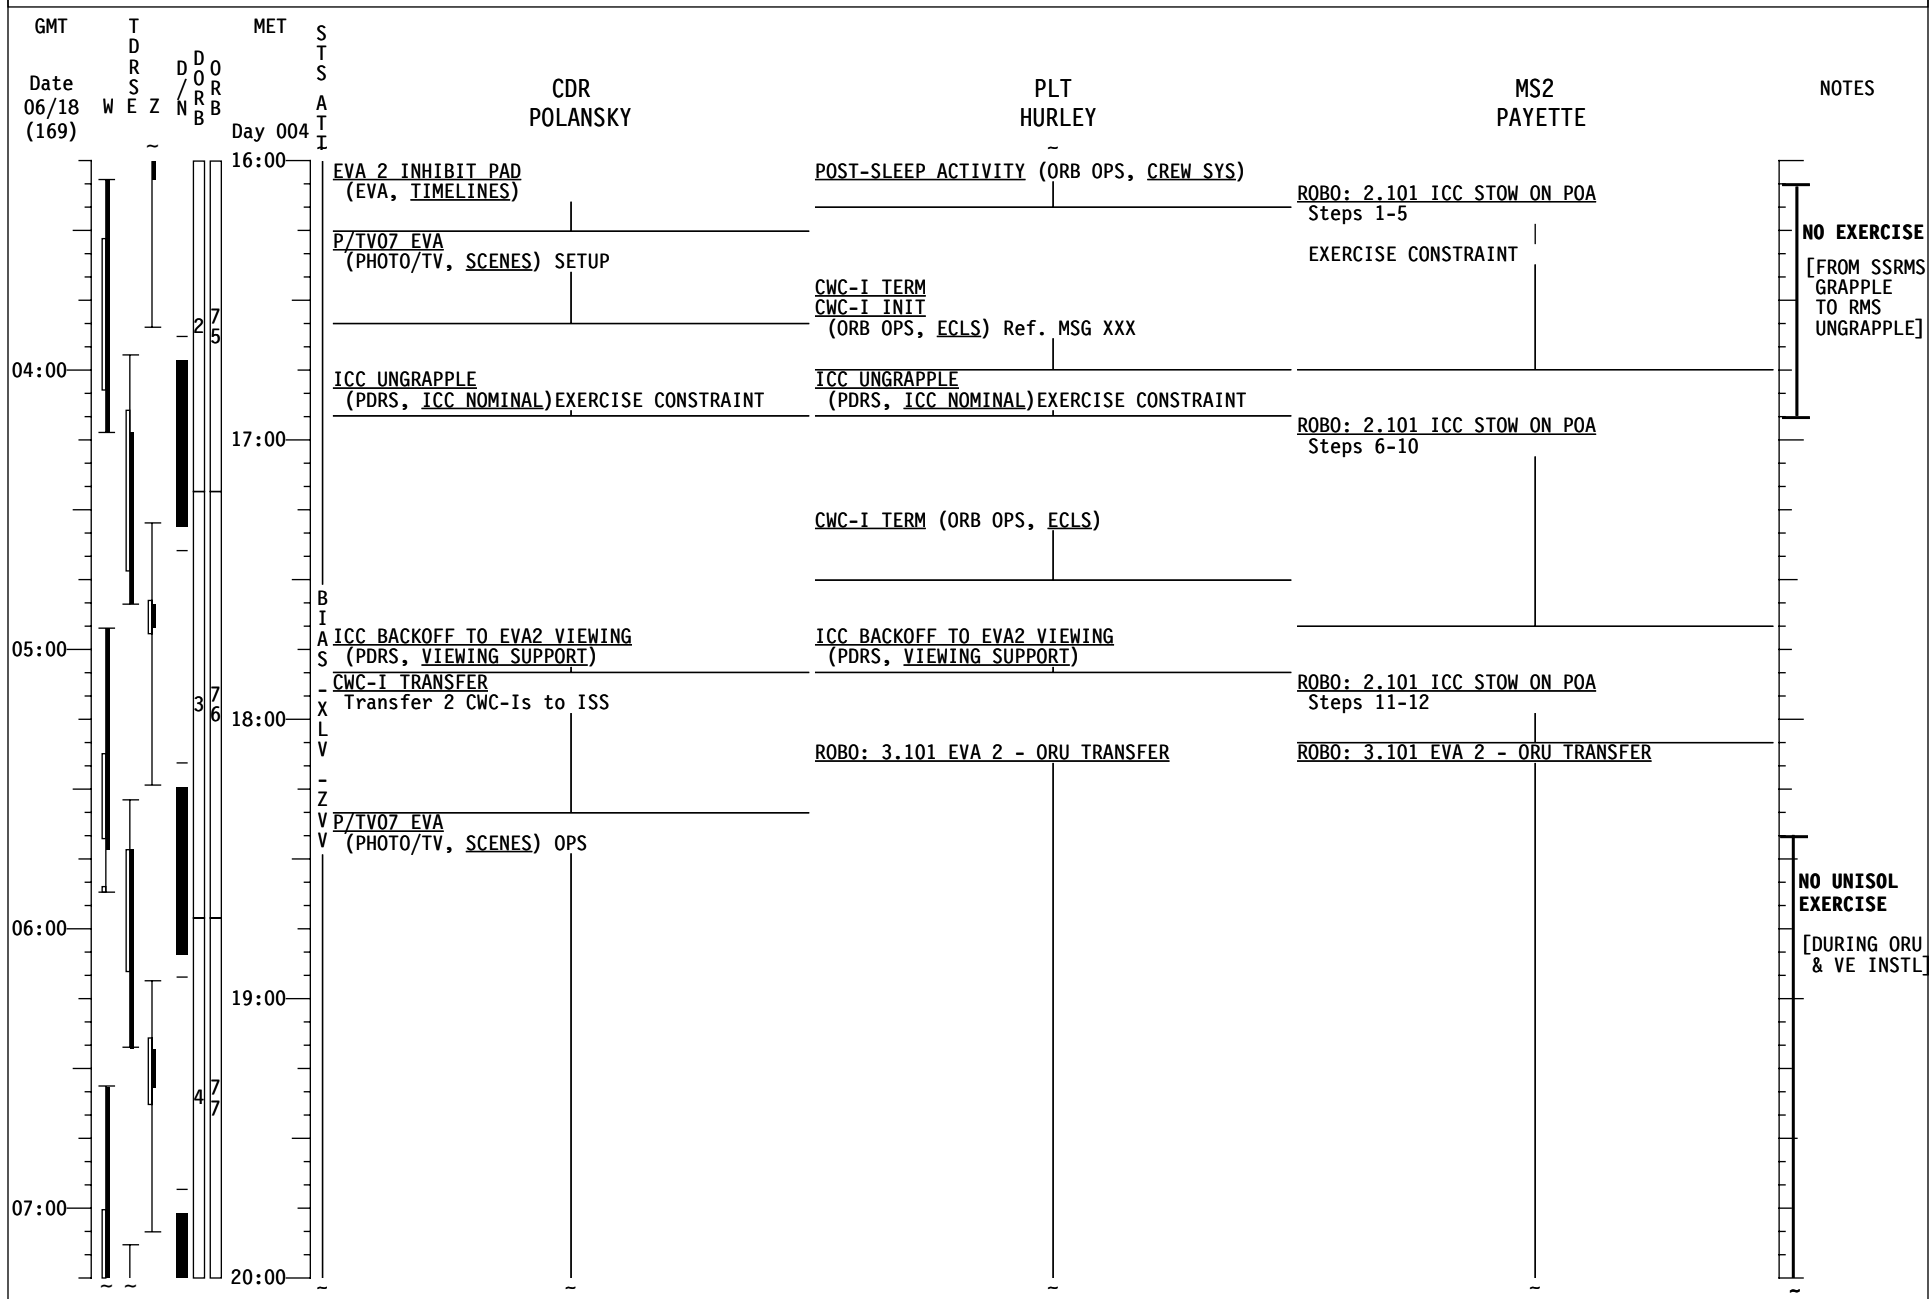 GMT
Date
06/18
(169)
TDRSE
W E Z
D/N
DORB
ORB
MET
Day 004
STS ATT
CDR
POLANSKY
PLT
HURLEY
MS2
PAYETTE
NOTES
~
~
16:00
EVA 2 INHIBIT PAD
(EVA, TIMELINES)
POST-SLEEP ACTIVITY (ORB OPS, CREW SYS)
ROBO: 2.101 ICC STOW ON POA
Steps 1-5
P/TV07 EVA
(PHOTO/TV, SCENES) SETUP
EXERCISE CONSTRAINT
NO EXERCISE
[FROM SSRMS
GRAPPLE
TO RMS
UNGRAPPLE]
CWC-I TERM
CWC-I INIT
(ORB OPS, ECLS) Ref. MSG XXX
2
75
04:00
ICC UNGRAPPLE
(PDRS, ICC NOMINAL)EXERCISE CONSTRAINT
ICC UNGRAPPLE
(PDRS, ICC NOMINAL)EXERCISE CONSTRAINT
17:00
ROBO: 2.101 ICC STOW ON POA
Steps 6-10
CWC-I TERM (ORB OPS, ECLS)
BIAS -XLV -ZVV
05:00
ICC BACKOFF TO EVA2 VIEWING
(PDRS, VIEWING SUPPORT)
ICC BACKOFF TO EVA2 VIEWING
(PDRS, VIEWING SUPPORT)
CWC-I TRANSFER
Transfer 2 CWC-Is to ISS
ROBO: 2.101 ICC STOW ON POA
Steps 11-12
3
76
18:00
ROBO: 3.101 EVA 2 - ORU TRANSFER
ROBO: 3.101 EVA 2 - ORU TRANSFER
P/TV07 EVA
(PHOTO/TV, SCENES) OPS
NO UNISOL
EXERCISE
[DURING ORU
& VE INSTL]
06:00
19:00
4
77
07:00
20:00
~ ~ ~ ~ ~ ~ ~